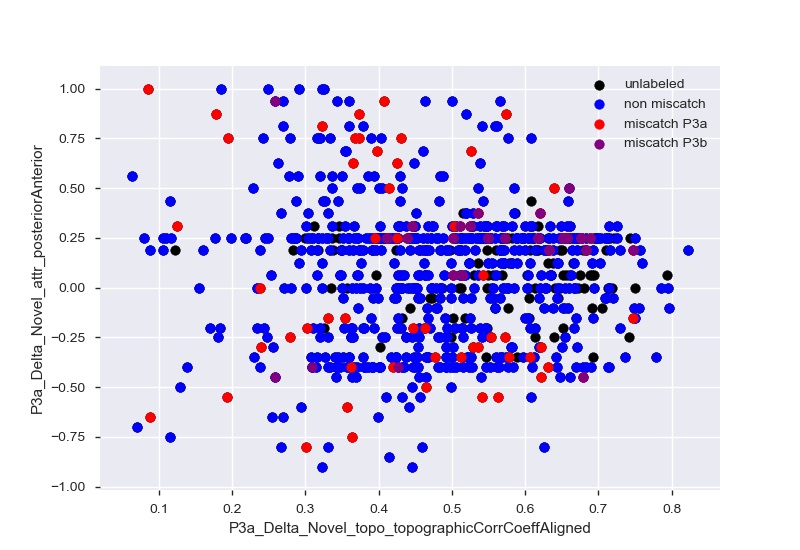 unlabeled
non miscatch
miscatch P3a
miscatch P3b
1.00
0.75
0.50
0.25
0.00
−0.25
−0.50
−0.75
−1.00
P3a_Delta_Novel_attr_posteriorAnterior
0.1 0.2 0.3 0.4 0.5 0.6 0.7 0.8
P3a_Delta_Novel_topo_topographicCorrCoeffAligned